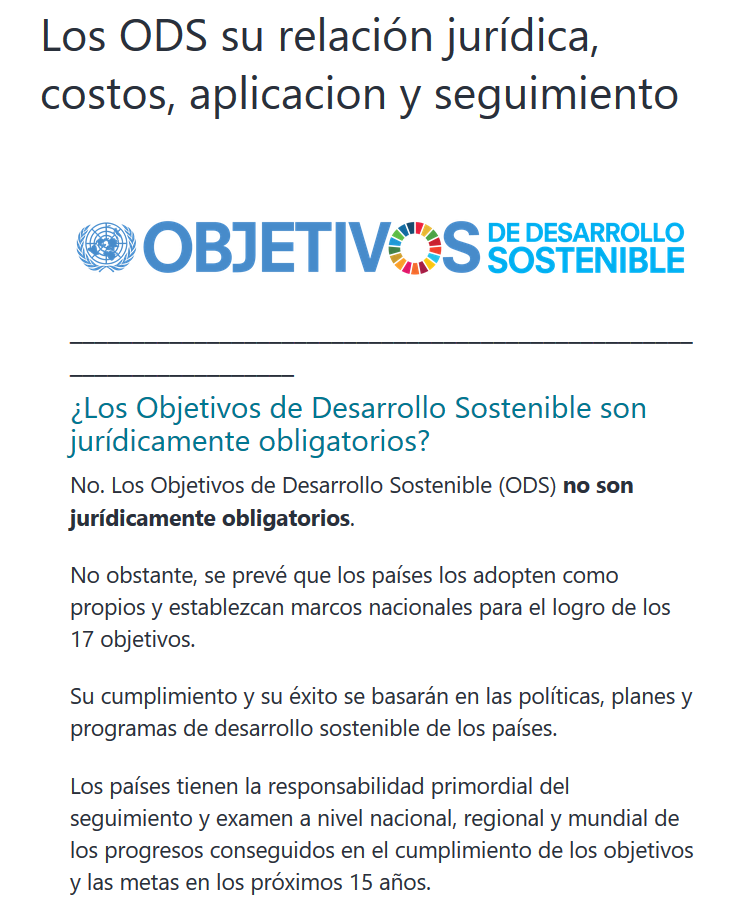 Los ODS su relación jurídica,
costos, aplicacion y seguimiento
OBJETIVOS DE DESARROLLO
SOSTENIBLE
¿Los Objetivos de Desarrollo Sostenible son
jurídicamente obligatorios?
No. Los Objetivos de Desarrollo Sostenible (ODS) no son
jurídicamente obligatorios.
No obstante, se prevé que los países los adopten como
propios y establezcan marcos nacionales para el logro de los
17 objetivos.
Su cumplimiento y su éxito se basarán en las políticas, planes y
programas de desarrollo sostenible de los países.
Los países tienen la responsabilidad primordial del
seguimiento y examen a nivel nacional, regional y mundial de
los progresos conseguidos en el cumplimiento de los objetivos
y las metas en los próximos 15 años.